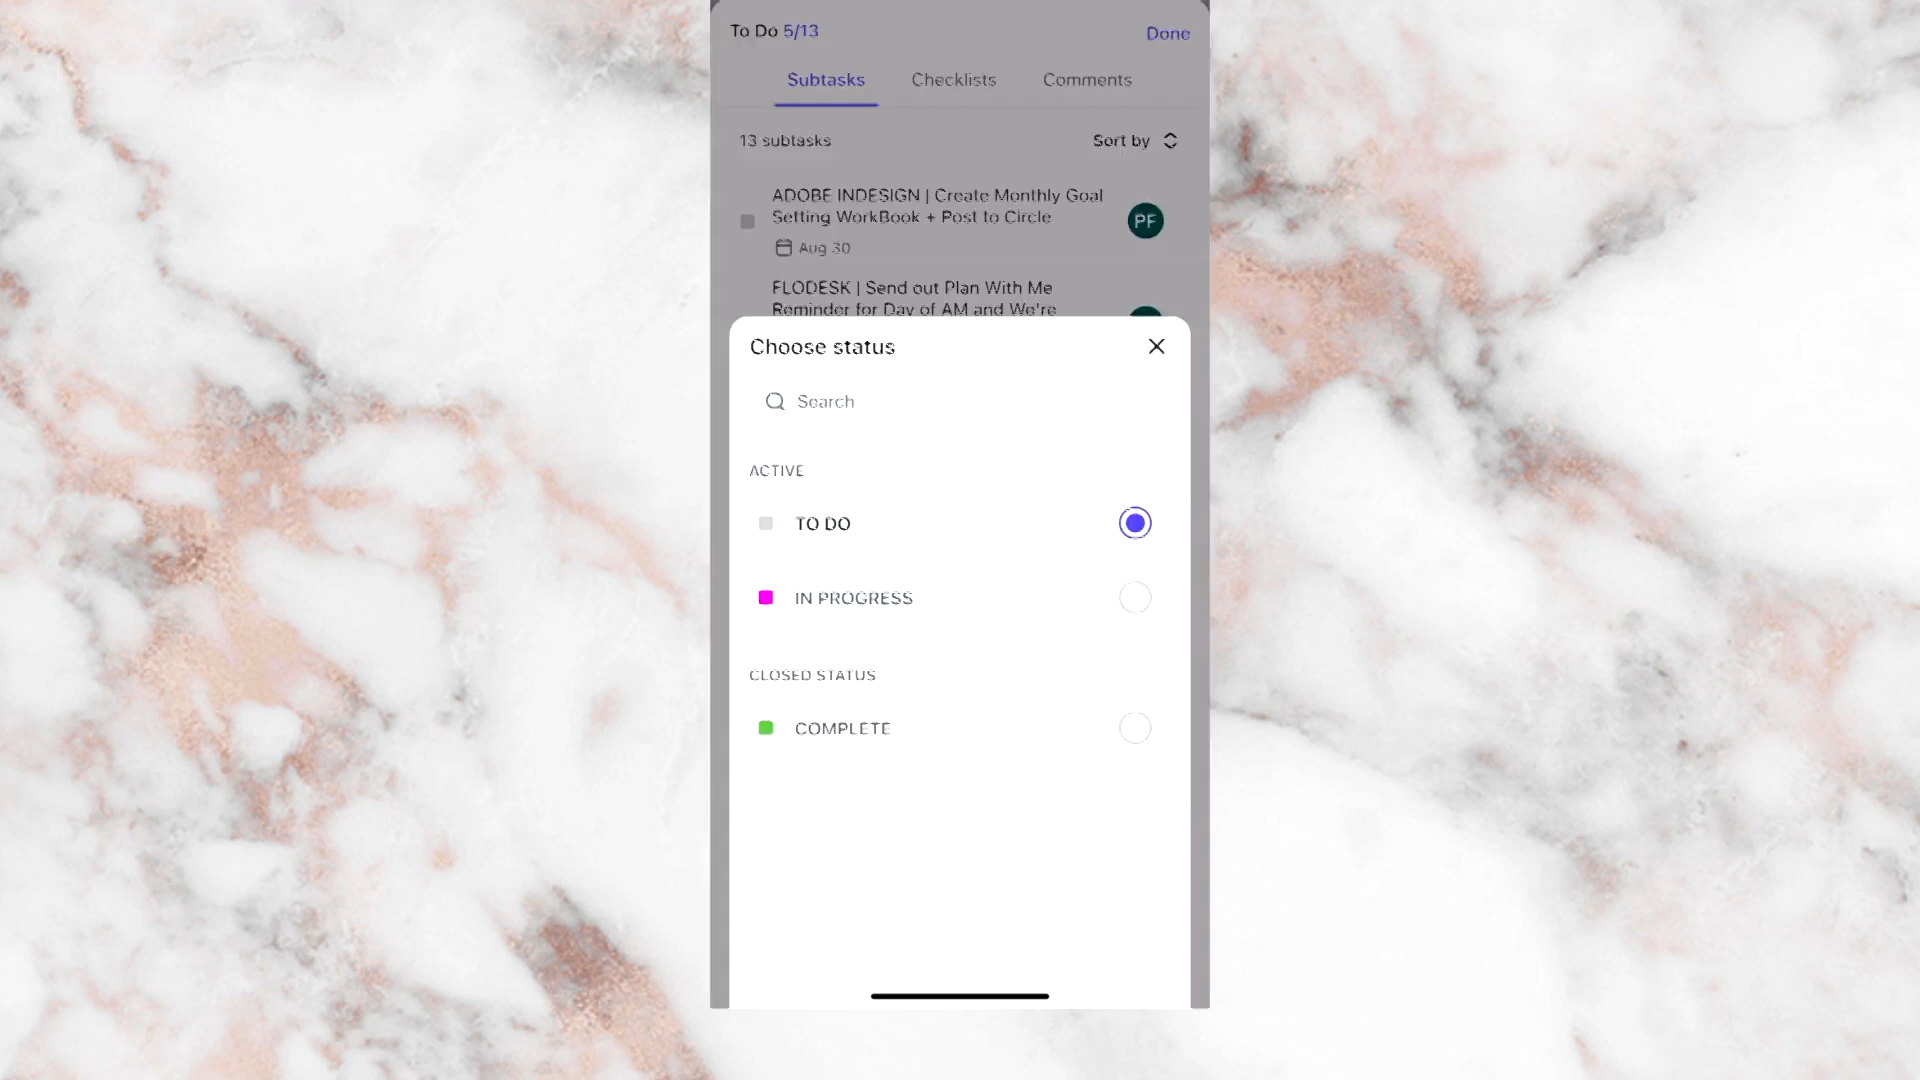 To Do 5/13
Done
Subtasks
Checklists
Comments
13 subtasks
Sort by
ADOBE INDESIGN | Create Monthly Goal
Setting WorkBook + Post to Circle
PF
Aug 30
FLODESK | Send out Plan With Me
Reminder for Day of AM and We're
Choose status
Search
ACTIVE
TO DO
IN PROGRESS
CLOSED STATUS
COMPLETE